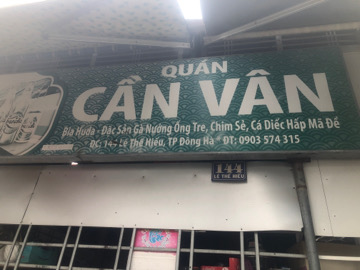 QUÁN
CẦN VÂN
Bia Huda - Đặc Sản Gà Nướng Ống Tre, Chim Sẻ, Cá Diếc Hấp Mã Đề
* ĐC: 144 Lê Thế Hiếu, TP Đông Hà * ĐT: 0903 574 315
144
LÊ THẾ HIẾU